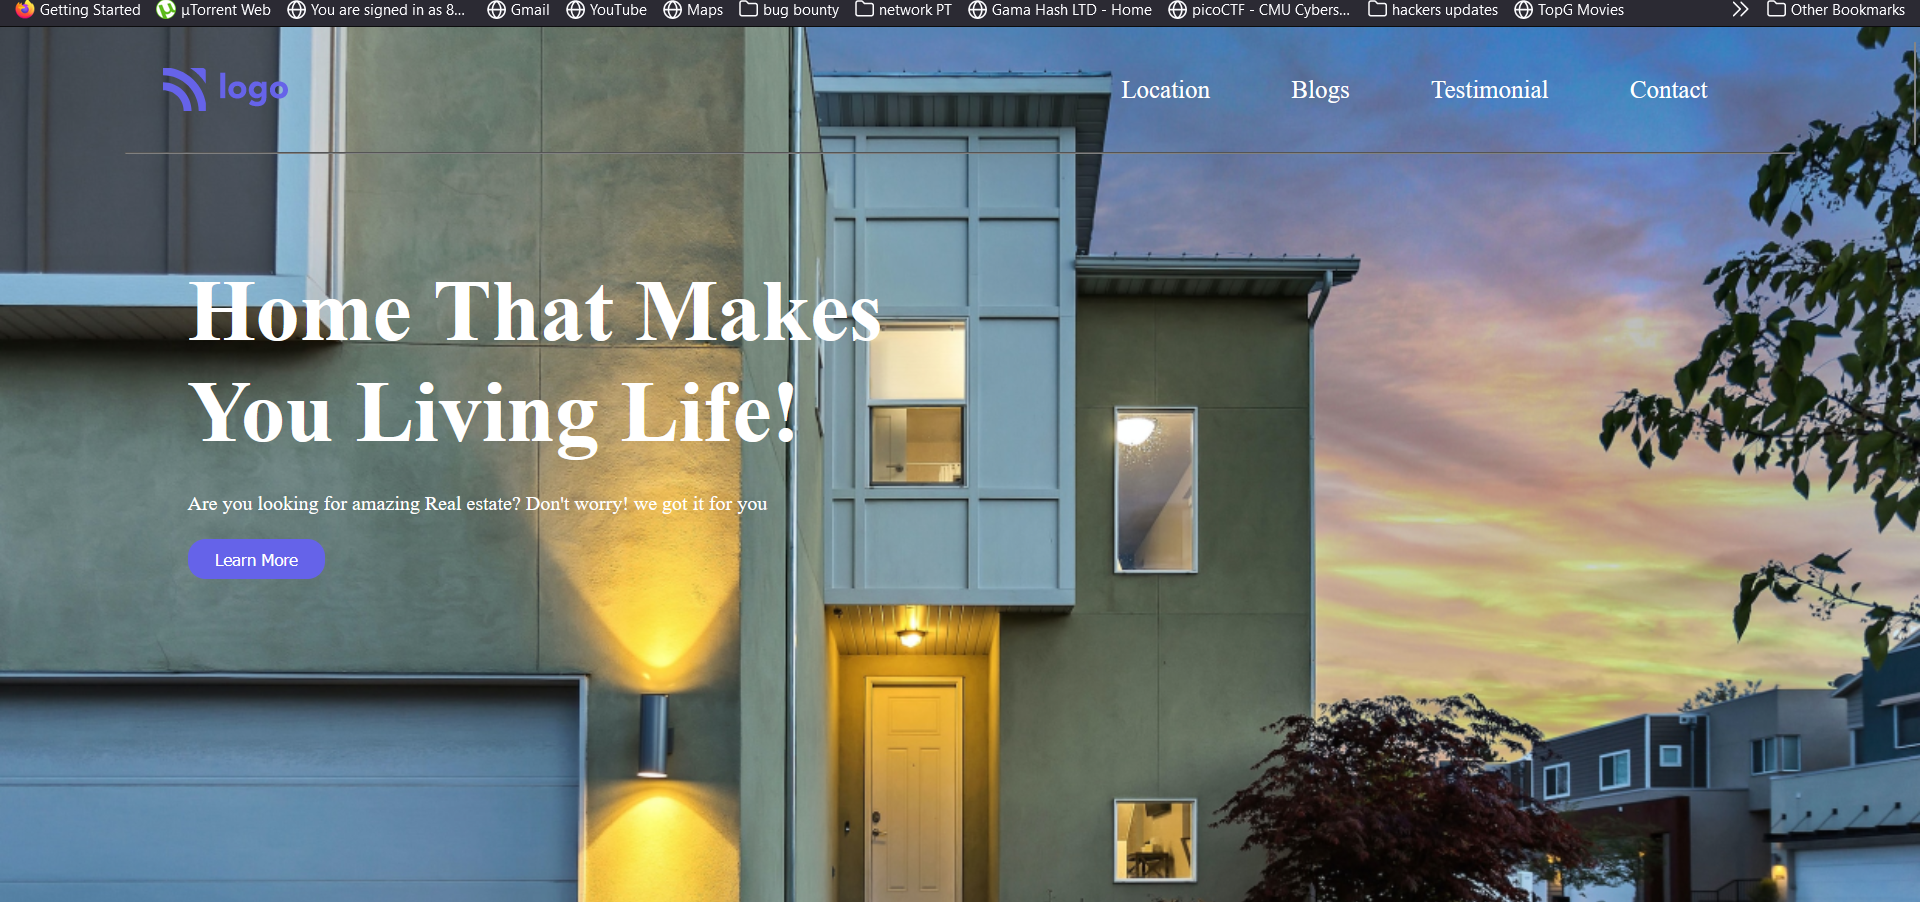 Getting Started µTorrent Web You are signed in as 8... Gmail YouTube Maps bug bounty network PT Gama Hash LTD - Home picoCTF - CMU Cybers... hackers updates TopG Movies Other Bookmarks
logo Location Blogs Testimonial Contact
Home That Makes
You Living Life!
Are you looking for amazing Real estate? Don't worry! we got it for you
Learn More